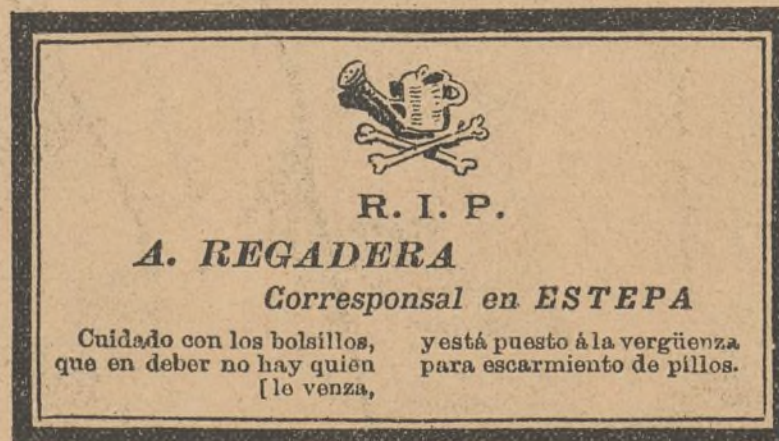 R. I. P.
A. REGADERA
Corresponsal en ESTEPA
Cuidado con los bolsillos,
que en deber no hay quien
[le venza,
y está puesto á la vergüenza
para escarmiento de pillos.